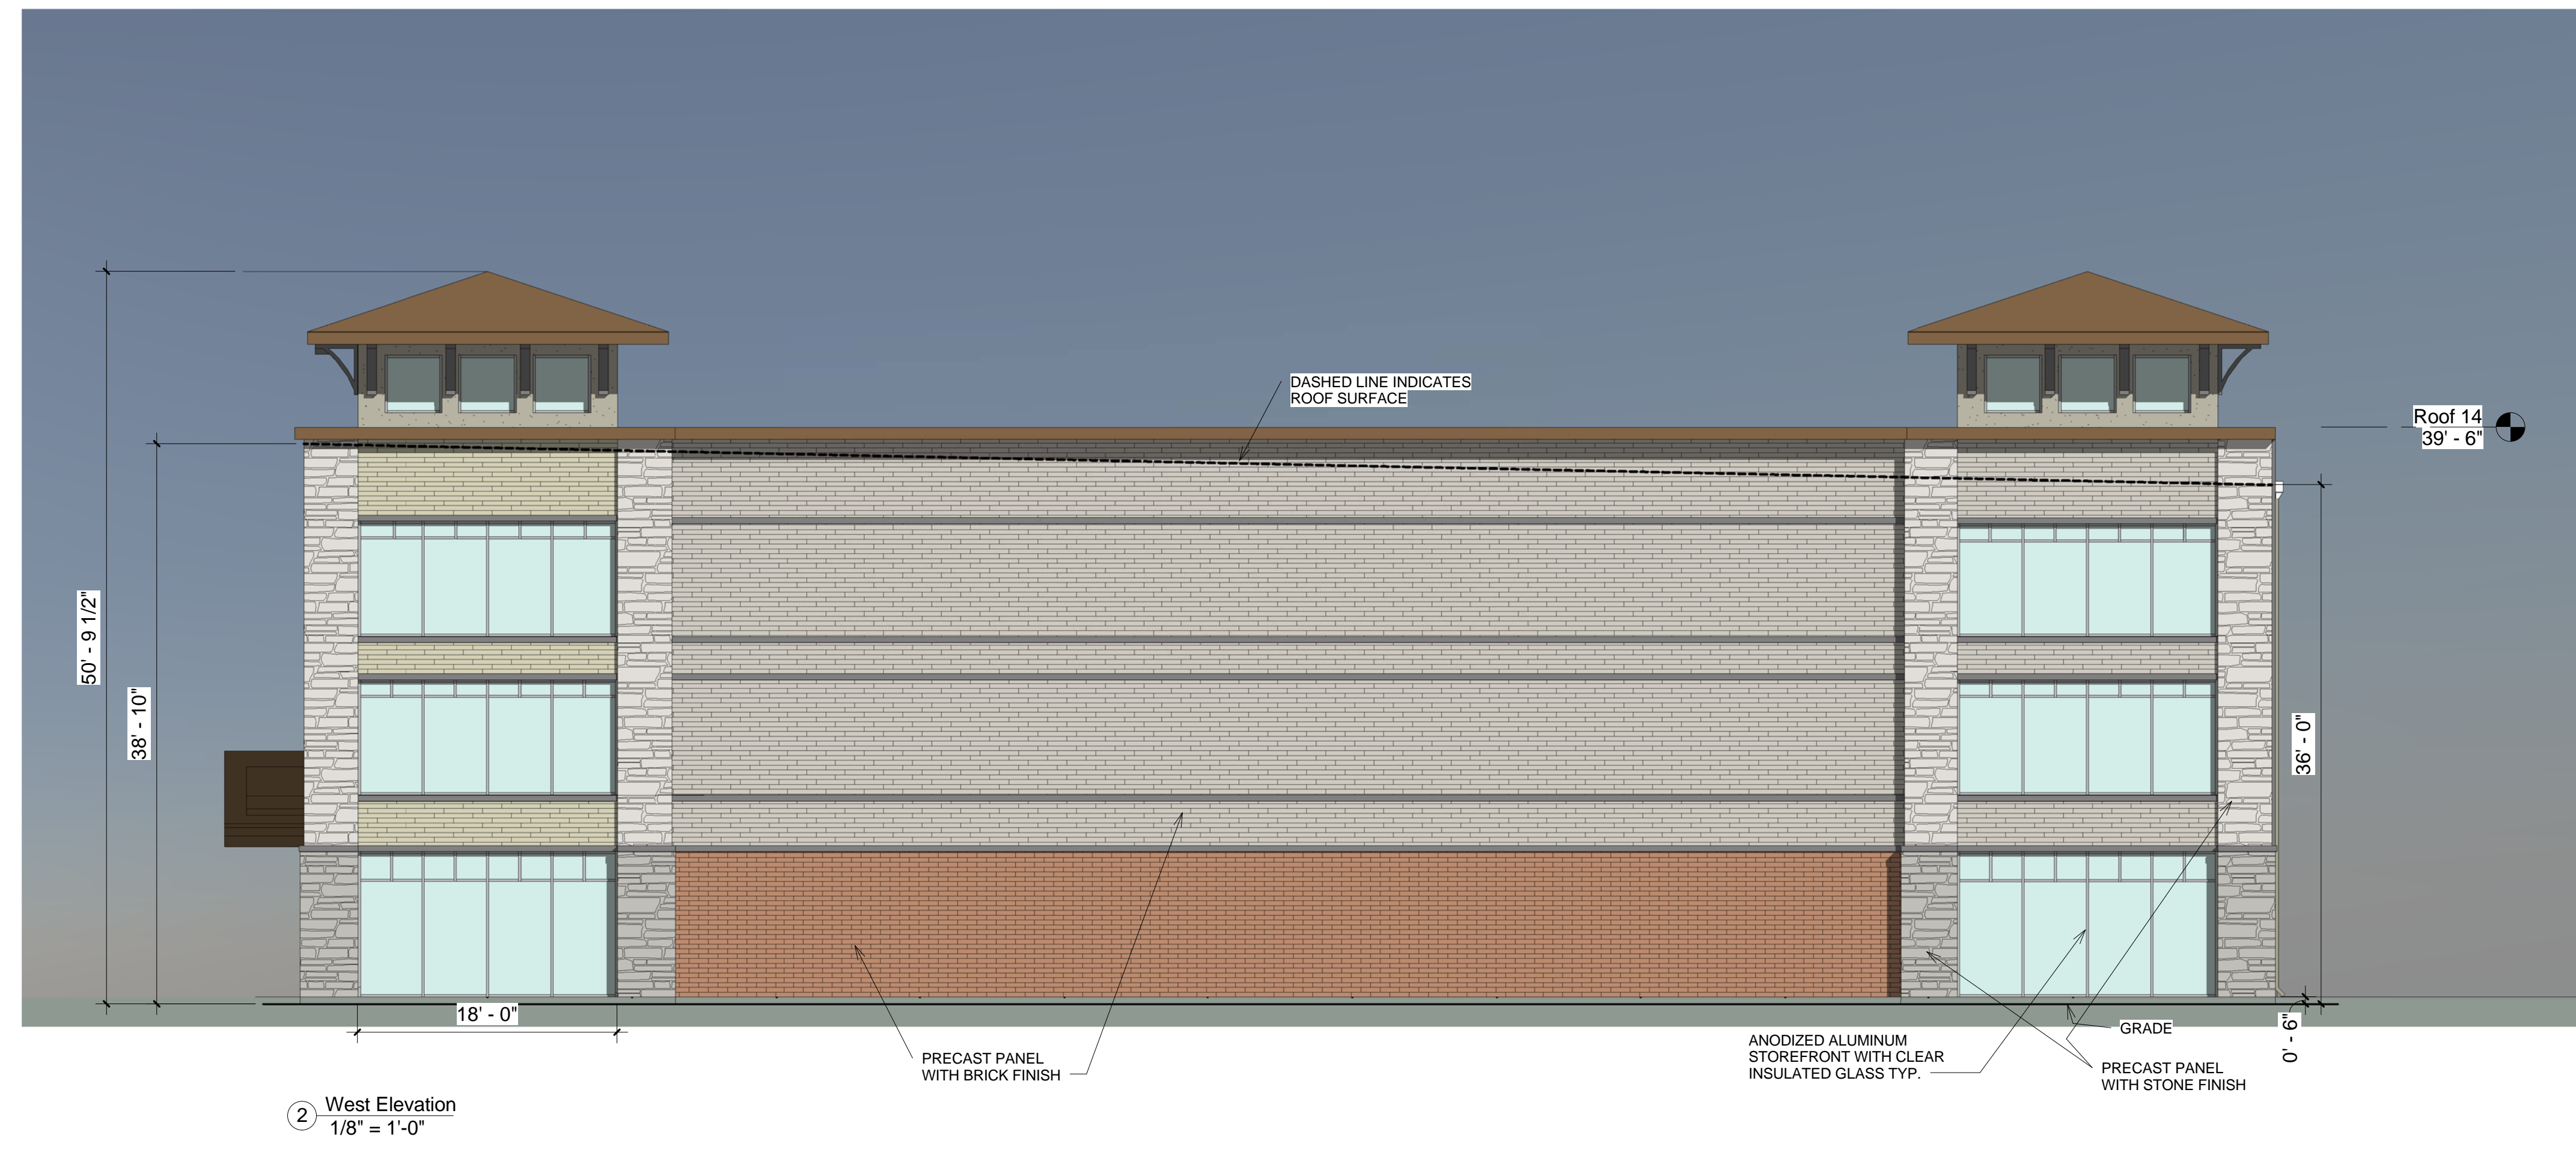 DASHED LINE INDICATES
ROOF SURFACE
Roof 14
39' - 6"
50' - 9 1/2"
38' - 10"
36' - 0"
18' - 0"
0' - 6"
GRADE
PRECAST PANEL
WITH BRICK FINISH
ANODIZED ALUMINUM
STOREFRONT WITH CLEAR
INSULATED GLASS TYP.
PRECAST PANEL
WITH STONE FINISH
2
West Elevation
1/8" = 1'-0"